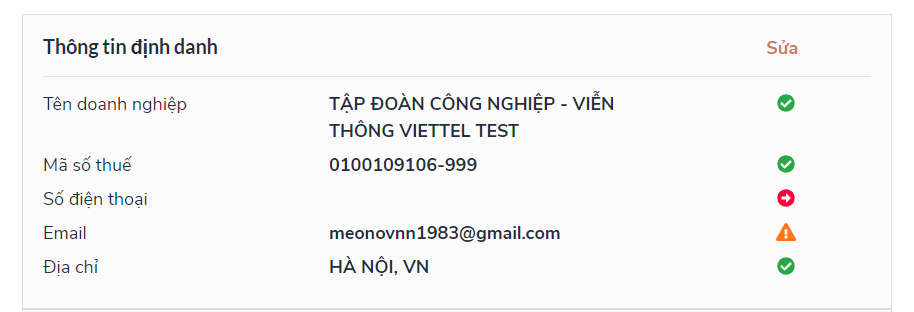 Thông tin định danh Sửa
Tên doanh nghiệp TẬP ĐOÀN CÔNG NGHIỆP - VIỄN
THÔNG VIETTEL TEST
Mã số thuế 0100109106-999
Số điện thoại
Email meonovnn1983@gmail.com
Địa chỉ HÀ NỘI, VN